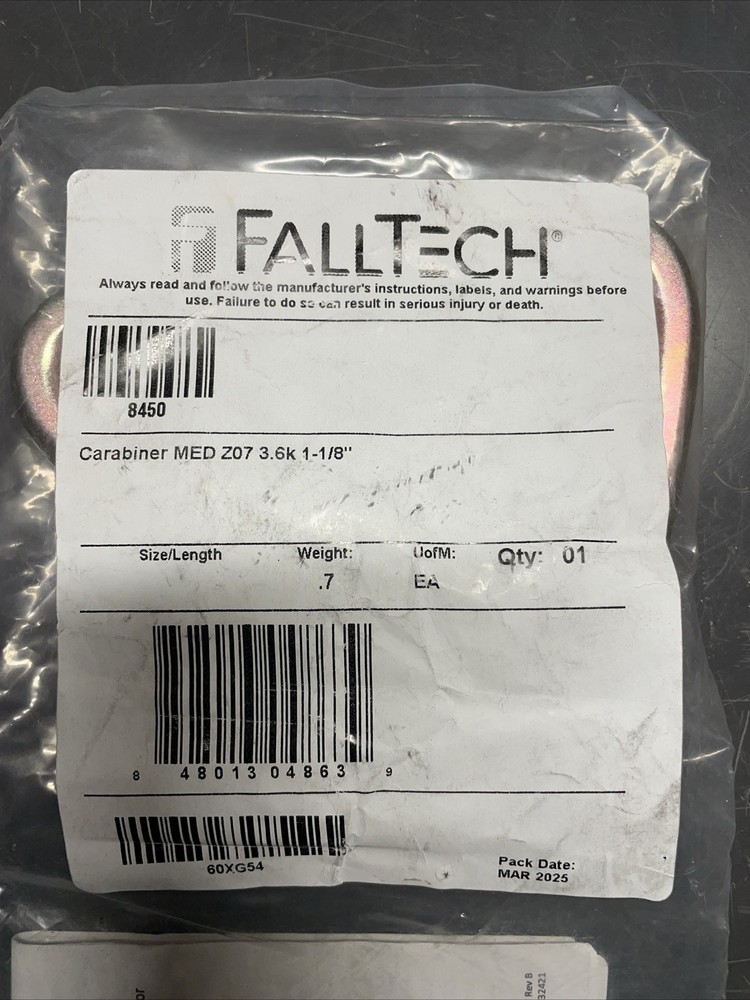 FALLTECH®
Always read and follow the manufacturer's instructions, labels, and warnings before
use. Failure to do so can result in serious injury or death.
8450
Carabiner MED Z07 3.6k 1-1/8"
Size/Length Weight: UofM: Qty: 01
.7 EA
8 48013 04863 9
60XG54
Pack Date:
MAR 2025
or
Rev B
32421